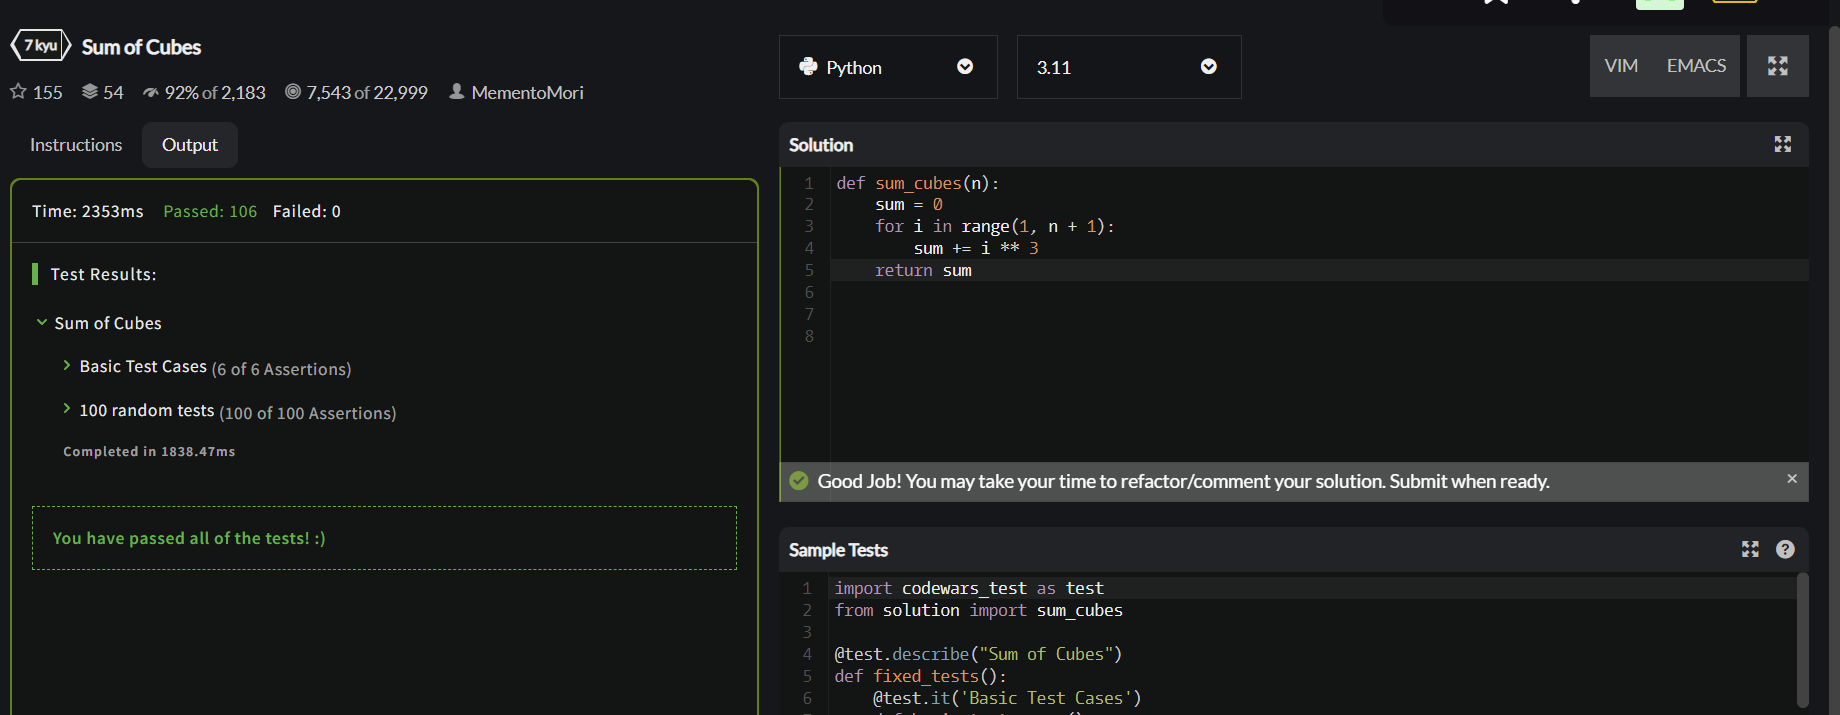 7 kyu Sum of Cubes
155 54 92% of 2,183 7,543 of 22,999 MementoMori
Instructions Output
Time: 2353ms Passed: 106 Failed: 0
Test Results:
Sum of Cubes
Basic Test Cases (6 of 6 Assertions)
100 random tests (100 of 100 Assertions)
Completed in 1838.47ms
You have passed all of the tests! :)
Python 3.11 VIM EMACS
Solution
1 def sum_cubes(n):
2     sum = 0
3     for i in range(1, n + 1):
4         sum += i ** 3
5     return sum
6
7
8
Good Job! You may take your time to refactor/comment your solution. Submit when ready. ×
Sample Tests ?
1 import codewars_test as test
2 from solution import sum_cubes
3
4 @test.describe("Sum of Cubes")
5 def fixed_tests():
6     @test.it('Basic Test Cases')